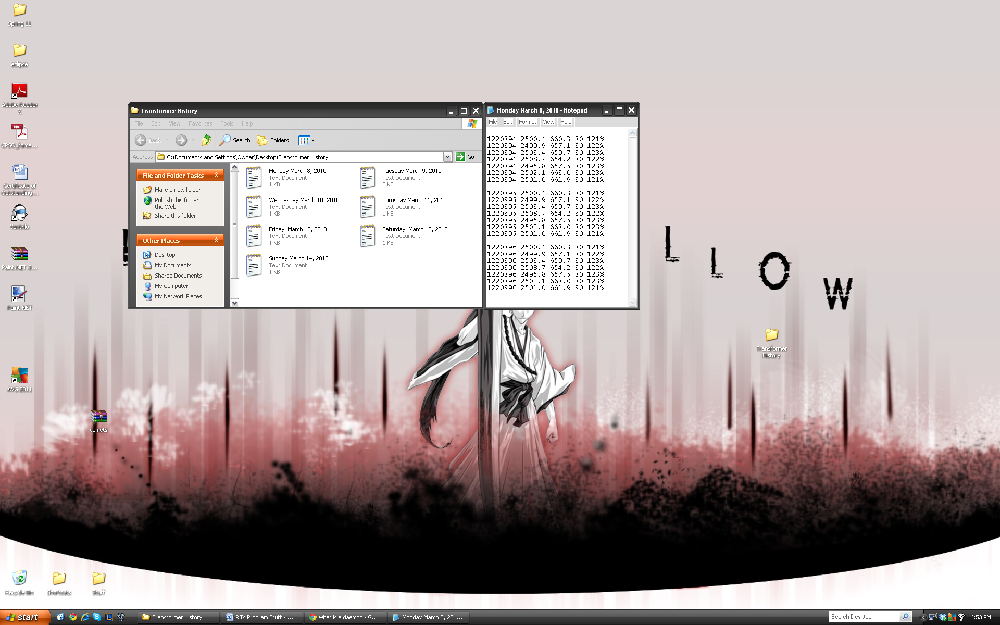 Spring 11
eclipse
Adobe Reader
X
CPSO_force...
Certificate of
Outstanding...
Ventrilo
Paint.NET.3...
Paint.NET
AVG 2011
comets
Recycle Bin
Shortcuts
Stuff
Transformer History
File Edit View Favorites Tools Help
Back Search Folders
Address C:\Documents and Settings\Owner\Desktop\Transformer History Go
File and Folder Tasks
Make a new folder
Publish this folder to
the Web
Share this folder
Other Places
Desktop
My Documents
Shared Documents
My Computer
My Network Places
Monday March 8, 2010
Text Document
1 KB
Tuesday March 9, 2010
Text Document
0 KB
Wednesday March 10, 2010
Text Document
1 KB
Thrusday March 11, 2010
Text Document
1 KB
Friday March 12, 2010
Text Document
1 KB
Saturday March 13, 2010
Text Document
1 KB
Sunday March 14, 2010
Text Document
1 KB
Monday March 8, 2010 - Notepad
File Edit Format View Help
1220394 2500.4 660.3 30 121%
1220394 2499.9 657.1 30 122%
1220394 2503.4 659.7 30 123%
1220394 2508.7 654.2 30 122%
1220394 2495.8 657.5 30 123%
1220394 2502.1 663.0 30 123%
1220394 2501.0 661.9 30 121%
1220395 2500.4 660.3 30 121%
1220395 2499.9 657.1 30 122%
1220395 2503.4 659.7 30 123%
1220395 2508.7 654.2 30 122%
1220395 2495.8 657.5 30 123%
1220395 2502.1 663.0 30 123%
1220395 2501.0 661.9 30 121%
1220396 2500.4 660.3 30 121%
1220396 2499.9 657.1 30 122%
1220396 2503.4 659.7 30 123%
1220396 2508.7 654.2 30 122%
1220396 2495.8 657.5 30 123%
1220396 2502.1 663.0 30 123%
1220396 2501.0 661.9 30 121%
L L O W
Transformer
History
start Transformer History RJ's Program Stuff - ... what is a daemon - G... Monday March 8, 201... Search Desktop 6:53 PM